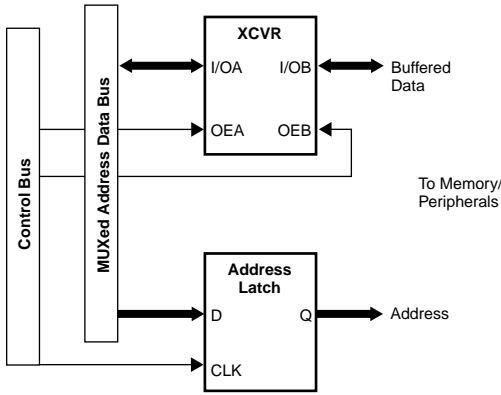 XCVR
I/OA
I/OB
Buffered
Data
OEA
OEB
Control Bus
MUXed Address Data Bus
To Memory/
Peripherals
Address
Latch
D
Q
Address
CLK